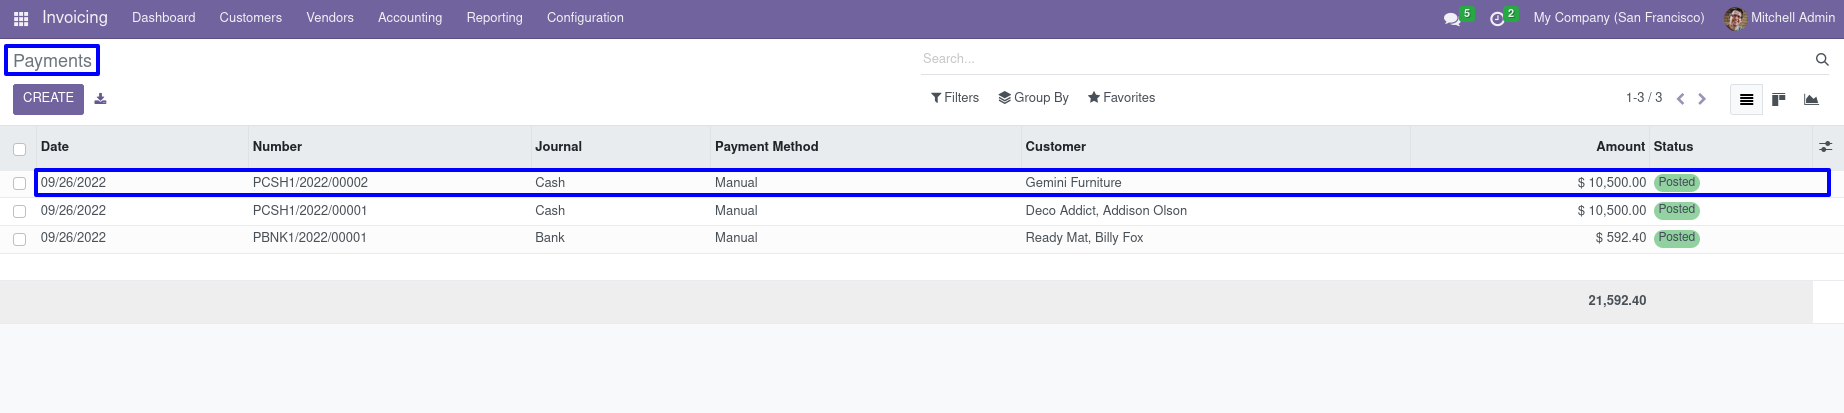 Invoicing Dashboard Customers Vendors Accounting Reporting Configuration 5 2 My Company (San Francisco) Mitchell Admin
Payments Search...
CREATE Filters Group By Favorites 1-3 / 3
Date Number Journal Payment Method Customer Amount Status
09/26/2022 PCSH1/2022/00002 Cash Manual Gemini Furniture $ 10,500.00 Posted
09/26/2022 PCSH1/2022/00001 Cash Manual Deco Addict, Addison Olson $ 10,500.00 Posted
09/26/2022 PBNK1/2022/00001 Bank Manual Ready Mat, Billy Fox $ 592.40 Posted
21,592.40